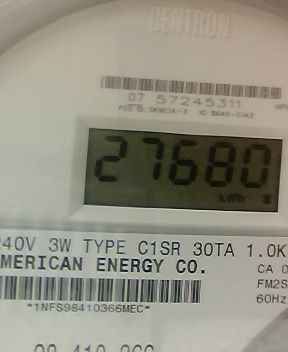 CENTRON
07 57245311
27680
kWh
240V 3W TYPE C1SR 30TA 1.0K
AMERICAN ENERGY CO.
CA 0
FM2S
60Hz
*1NFS98410366MEC*